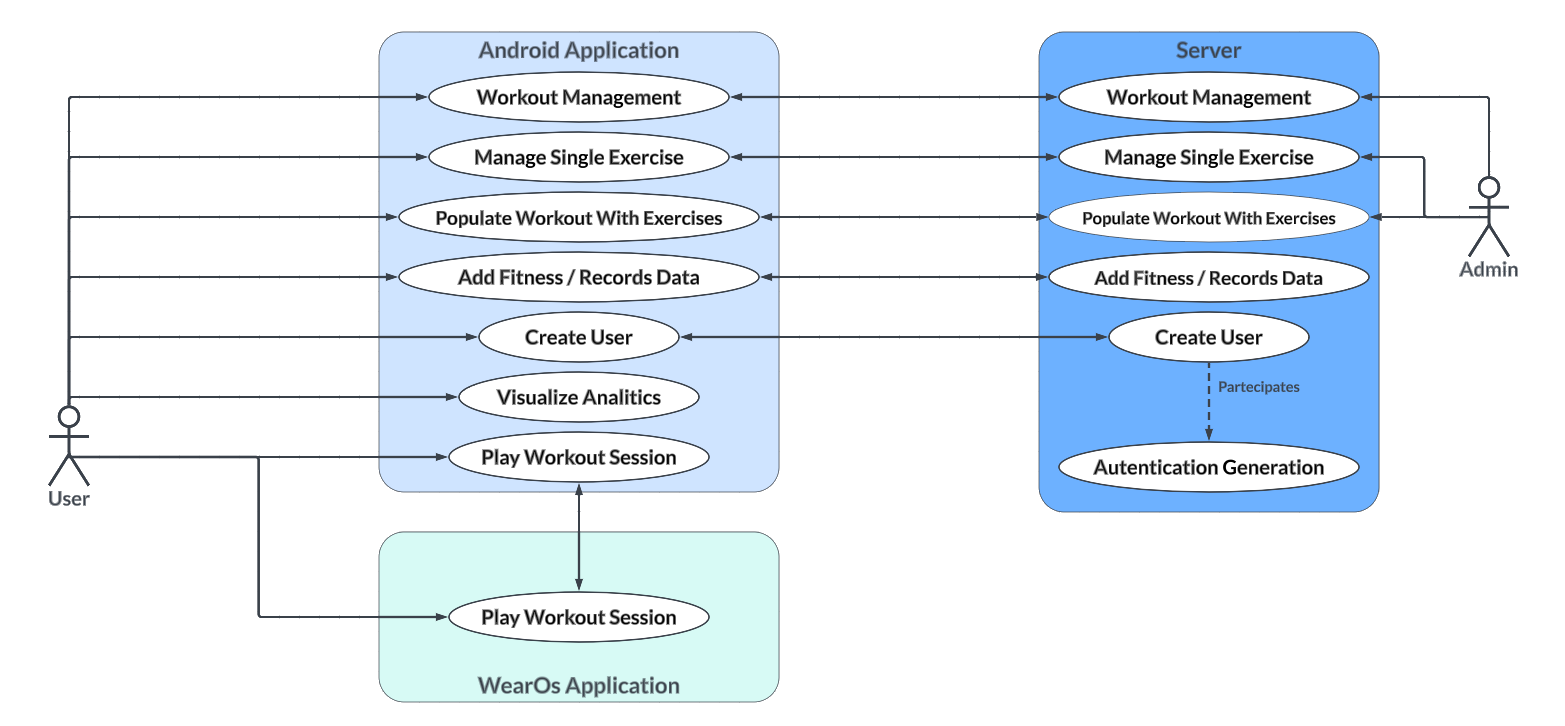 Android Application
Workout Management
Manage Single Exercise
Populate Workout With Exercises
Add Fitness / Records Data
Create User
Visualize Analitics
Play Workout Session
User
Play Workout Session
WearOs Application
Server
Workout Management
Manage Single Exercise
Populate Workout With Exercises
Add Fitness / Records Data
Create User
Partecipates
Autentication Generation
Admin